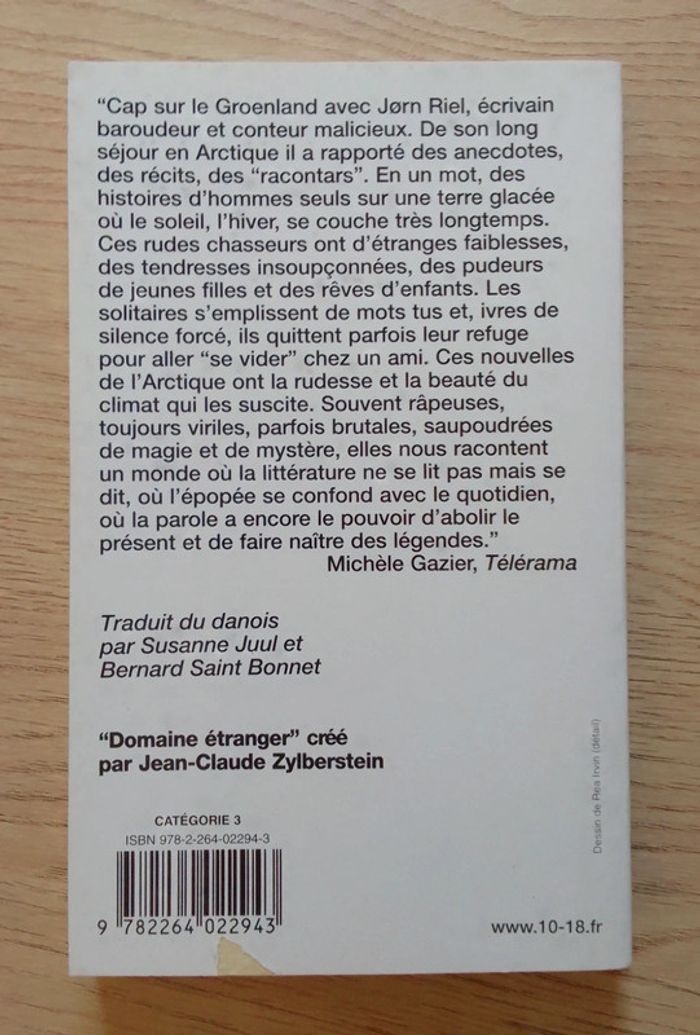 “Cap sur le Groenland avec Jørn Riel, écrivain
baroudeur et conteur malicieux. De son long
séjour en Arctique il a rapporté des anecdotes,
des récits, des “racontars”. En un mot, des
histoires d’hommes seuls sur une terre glacée
où le soleil, l’hiver, se couche très longtemps.
Ces rudes chasseurs ont d’étranges faiblesses,
des tendresses insoupçonnées, des pudeurs
de jeunes filles et des rêves d’enfants. Les
solitaires s’emplissent de mots tus et, ivres de
silence forcé, ils quittent parfois leur refuge
pour aller “se vider” chez un ami. Ces nouvelles
de l’Arctique ont la rudesse et la beauté du
climat qui les suscite. Souvent râpeuses,
toujours viriles, parfois brutales, saupoudrées
de magie et de mystère, elles nous racontent
un monde où la littérature ne se lit pas mais se
dit, où l’épopée se confond avec le quotidien,
où la parole a encore le pouvoir d’abolir le
présent et de faire naître des légendes.”
Michèle Gazier, Télérama
Traduit du danois
par Susanne Juul et
Bernard Saint Bonnet
“Domaine étranger” créé
par Jean-Claude Zylberstein
CATÉGORIE 3
ISBN 978-2-264-02294-3
9 782264 022943
www.10-18.fr
Dessin de Rea Irvin (détail)